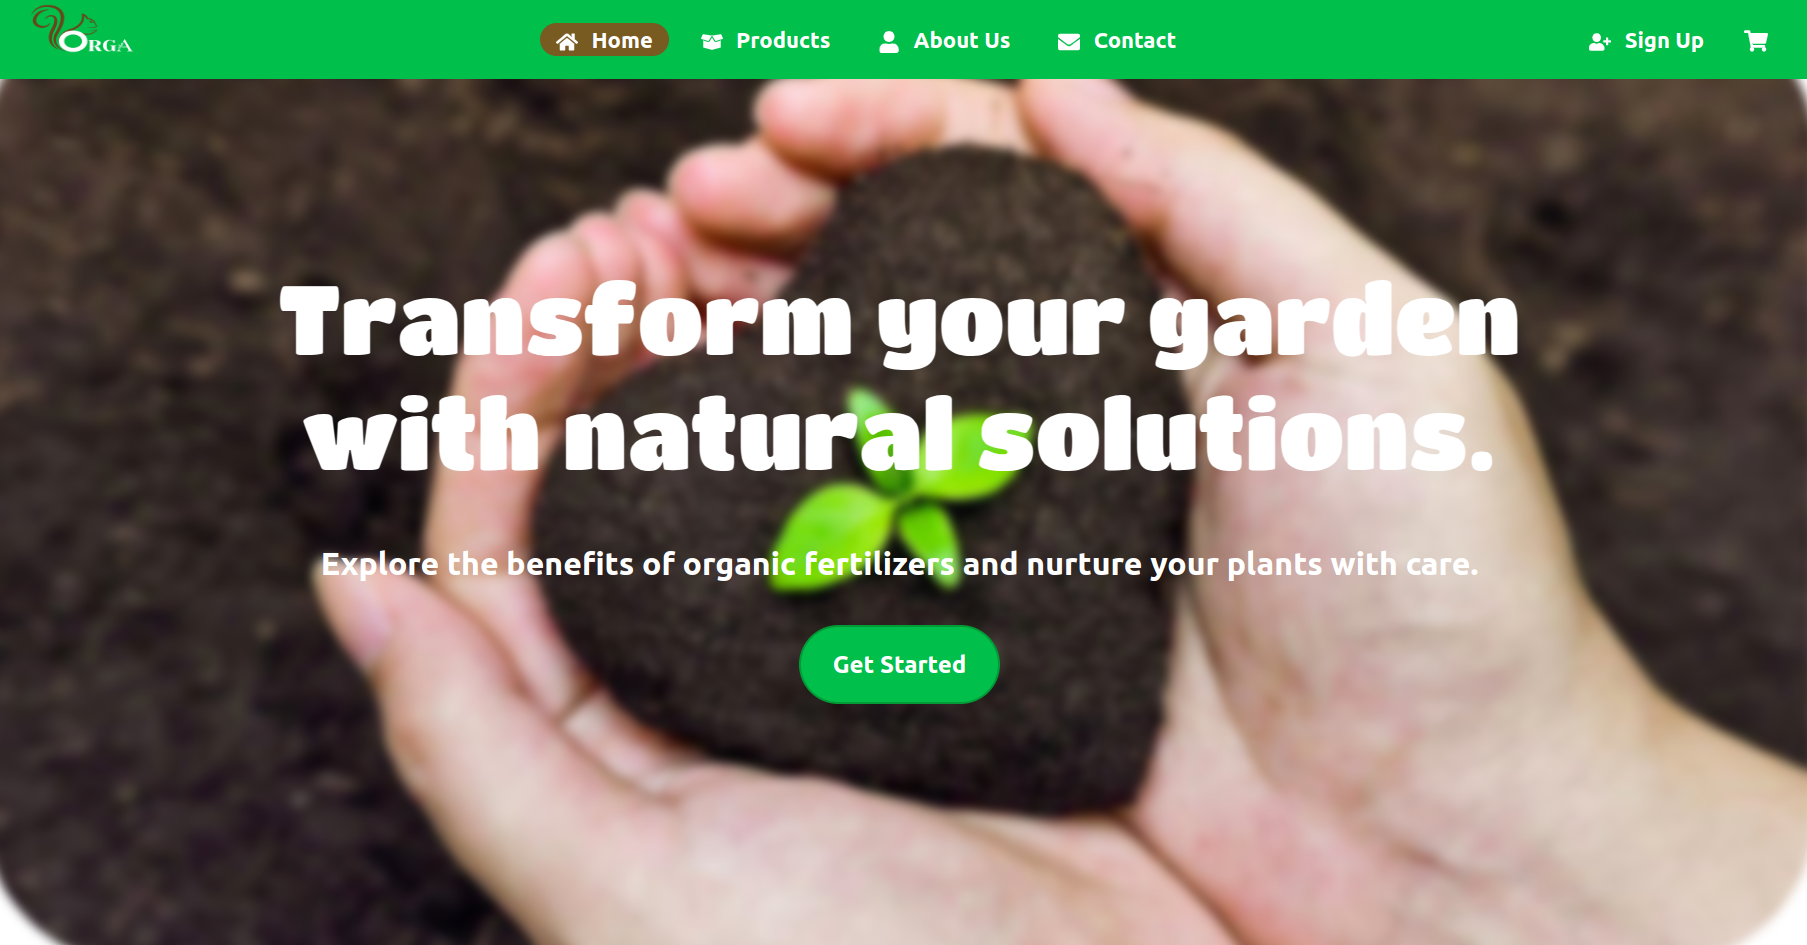 ORGA
Home
Products
About Us
Contact
Sign Up
Transform your garden
with natural solutions.
Explore the benefits of organic fertilizers and nurture your plants with care.
Get Started